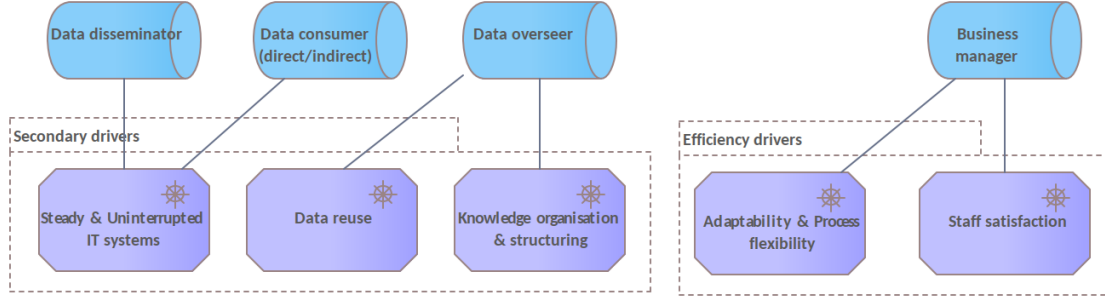 Data disseminator
Data consumer
(direct/indirect)
Data overseer
Business
manager
Secondary drivers
Efficiency drivers
Steady & Uninterrupted
IT systems
Data reuse
Knowledge organisation
& structuring
Adaptability & Process
flexibility
Staff satisfaction